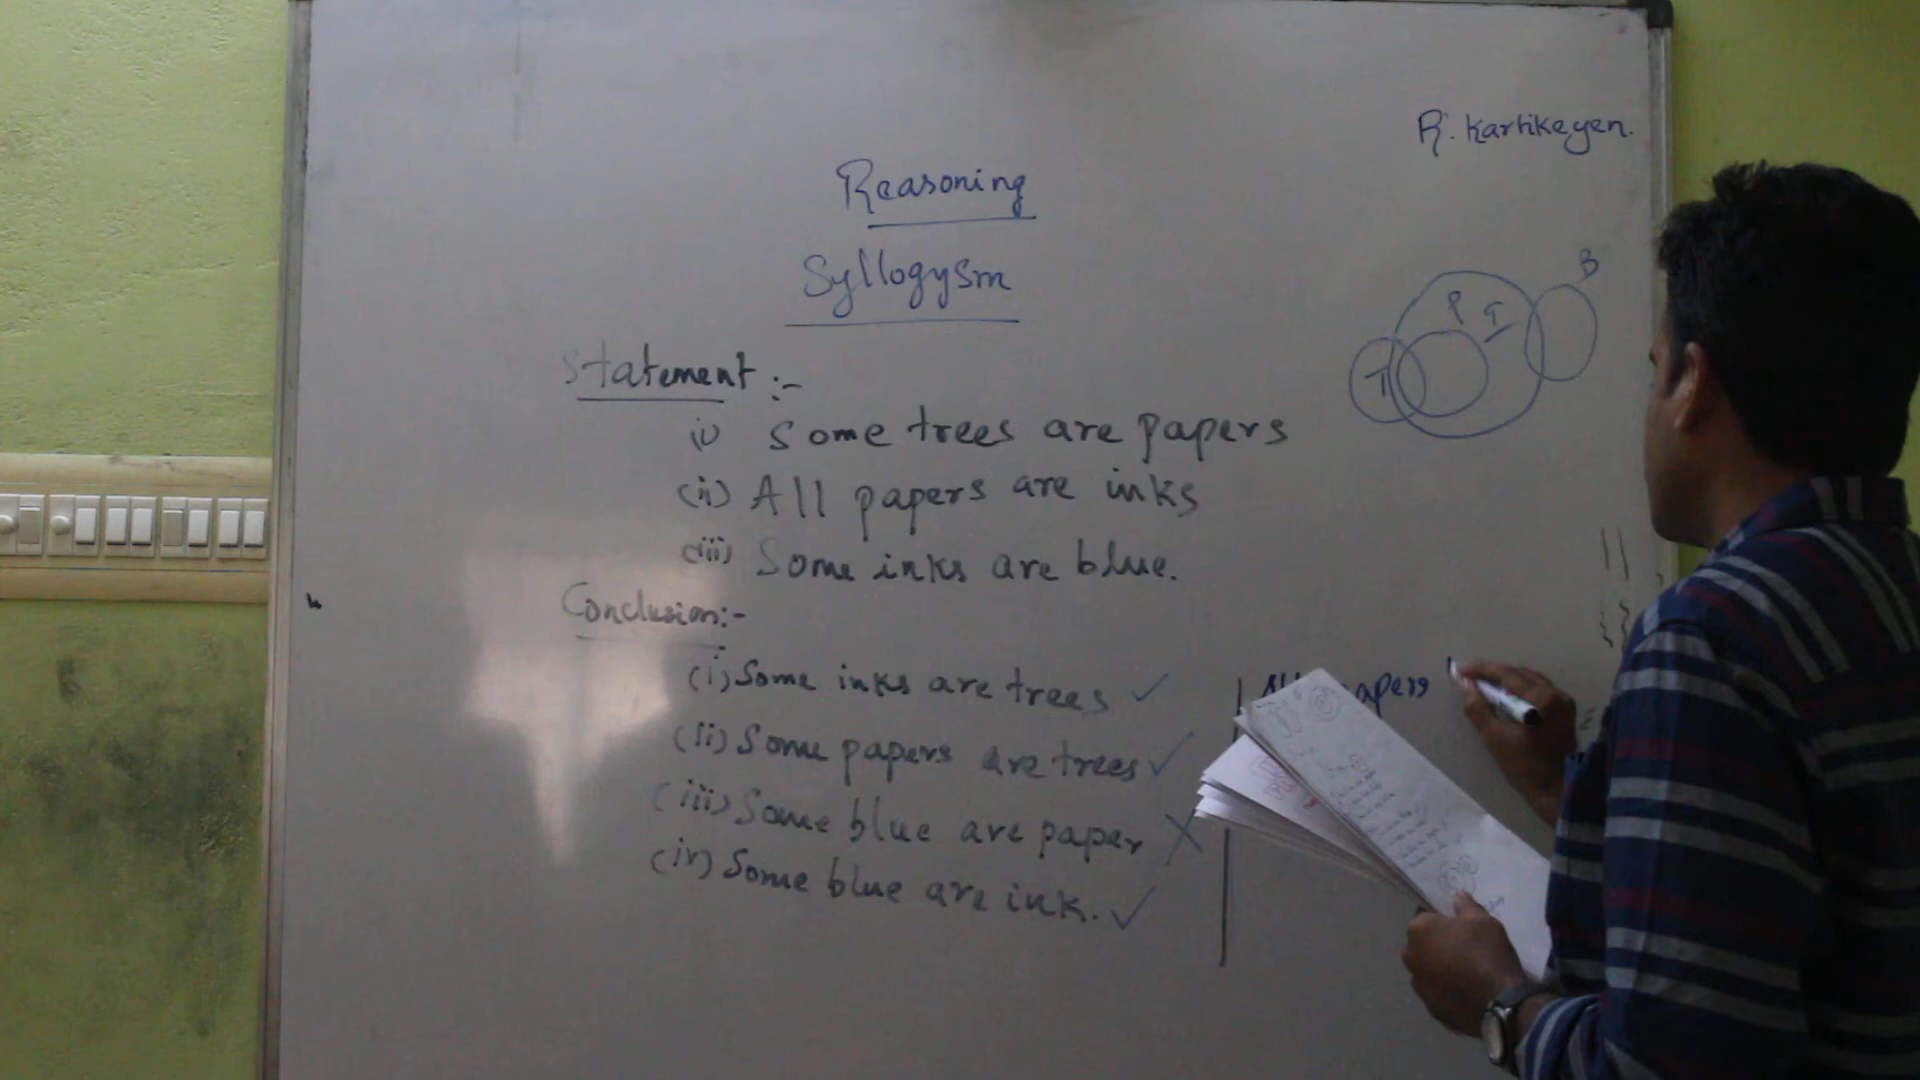 R. Kartikeyen.
Reasoning
Syllogysm
Statement :-
(i) Some trees are papers
(ii) All papers are inks
(iii) Some inks are blue.
Conclusion:-
(i) Some inks are trees ✓
(ii) Some papers are trees ✓
(iii) Some blue are paper X
(iv) Some blue are ink. ✓
B
P I
T